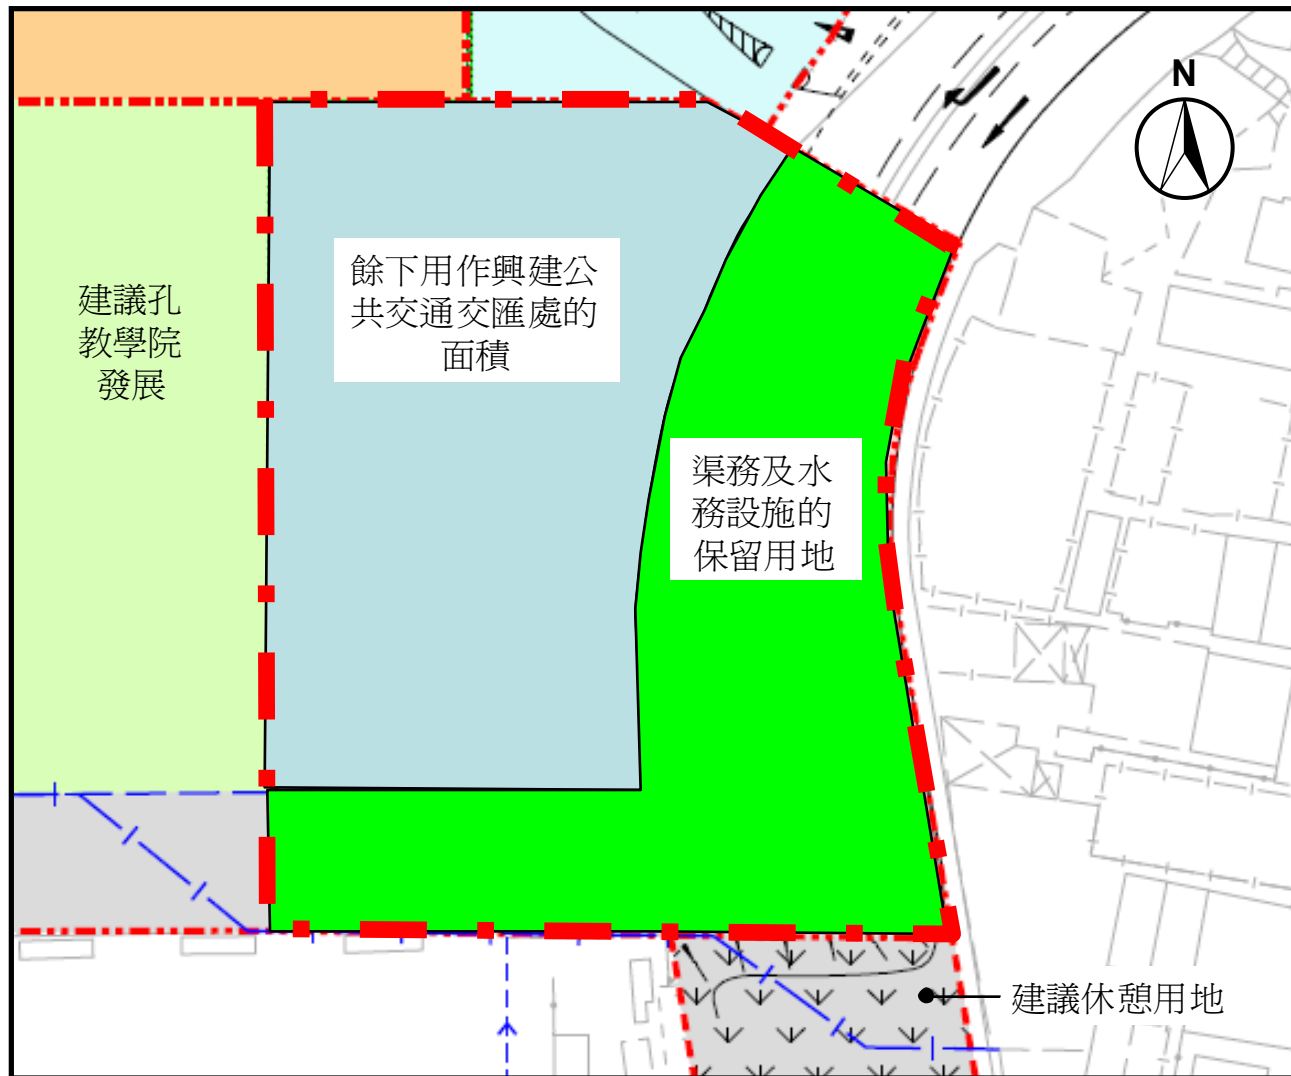 N
餘下用作興建公
共交通交匯處的
面積
建議孔
教學院
發展
渠務及水
務設施的
保留用地
建議休憩用地